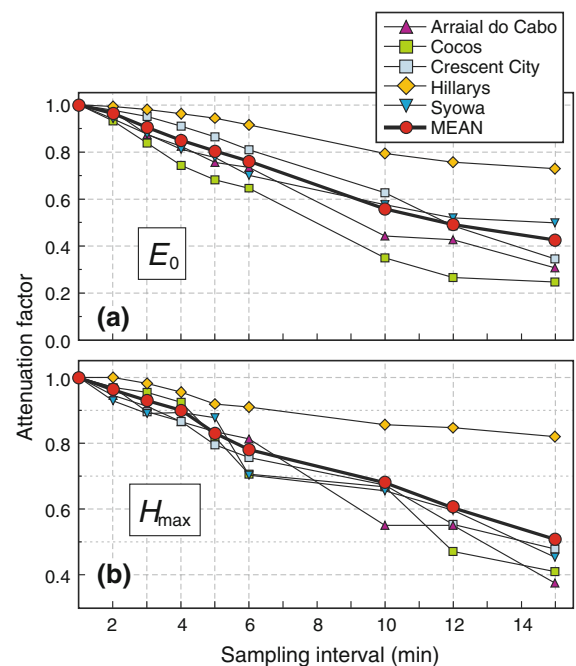 Arraial do Cabo
Cocos
Crescent City
Hillarys
Syowa
MEAN
1.0
0.8
0.6
0.4
0.2
0.0
E0
(a)
Attenuation factor
1.0
0.8
0.6
0.4
Hmax
(b)
2 4 6 8 10 12 14
Sampling interval (min)